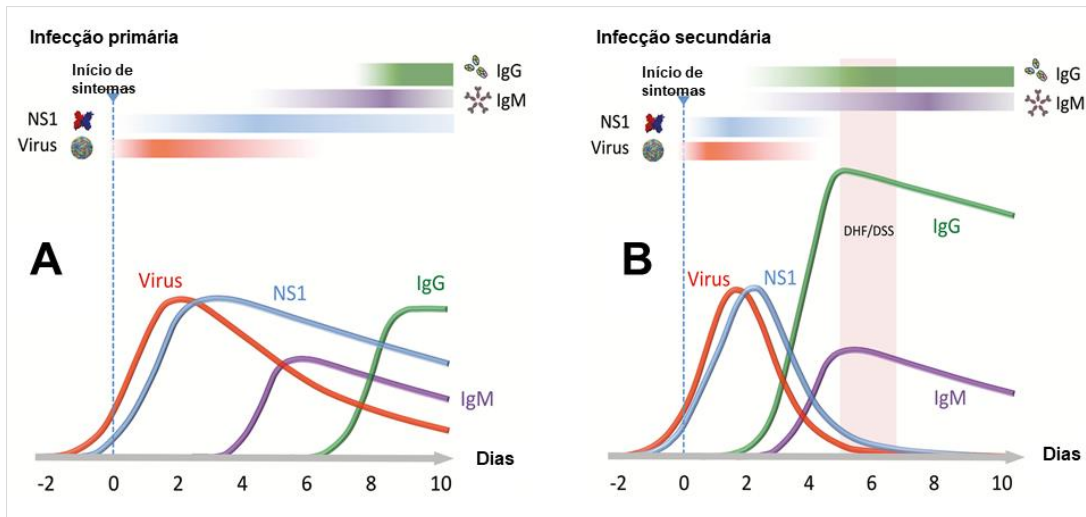 Infecção primária
Início de
sintomas
IgG
IgM
NS1
Virus
A
Virus
NS1
IgG
IgM
Dias
-2 0 2 4 6 8 10
Infecção secundária
Início de
sintomas
IgG
IgM
NS1
Virus
DHF/DSS
IgG
B
Virus
NS1
IgM
Dias
-2 0 2 4 6 8 10